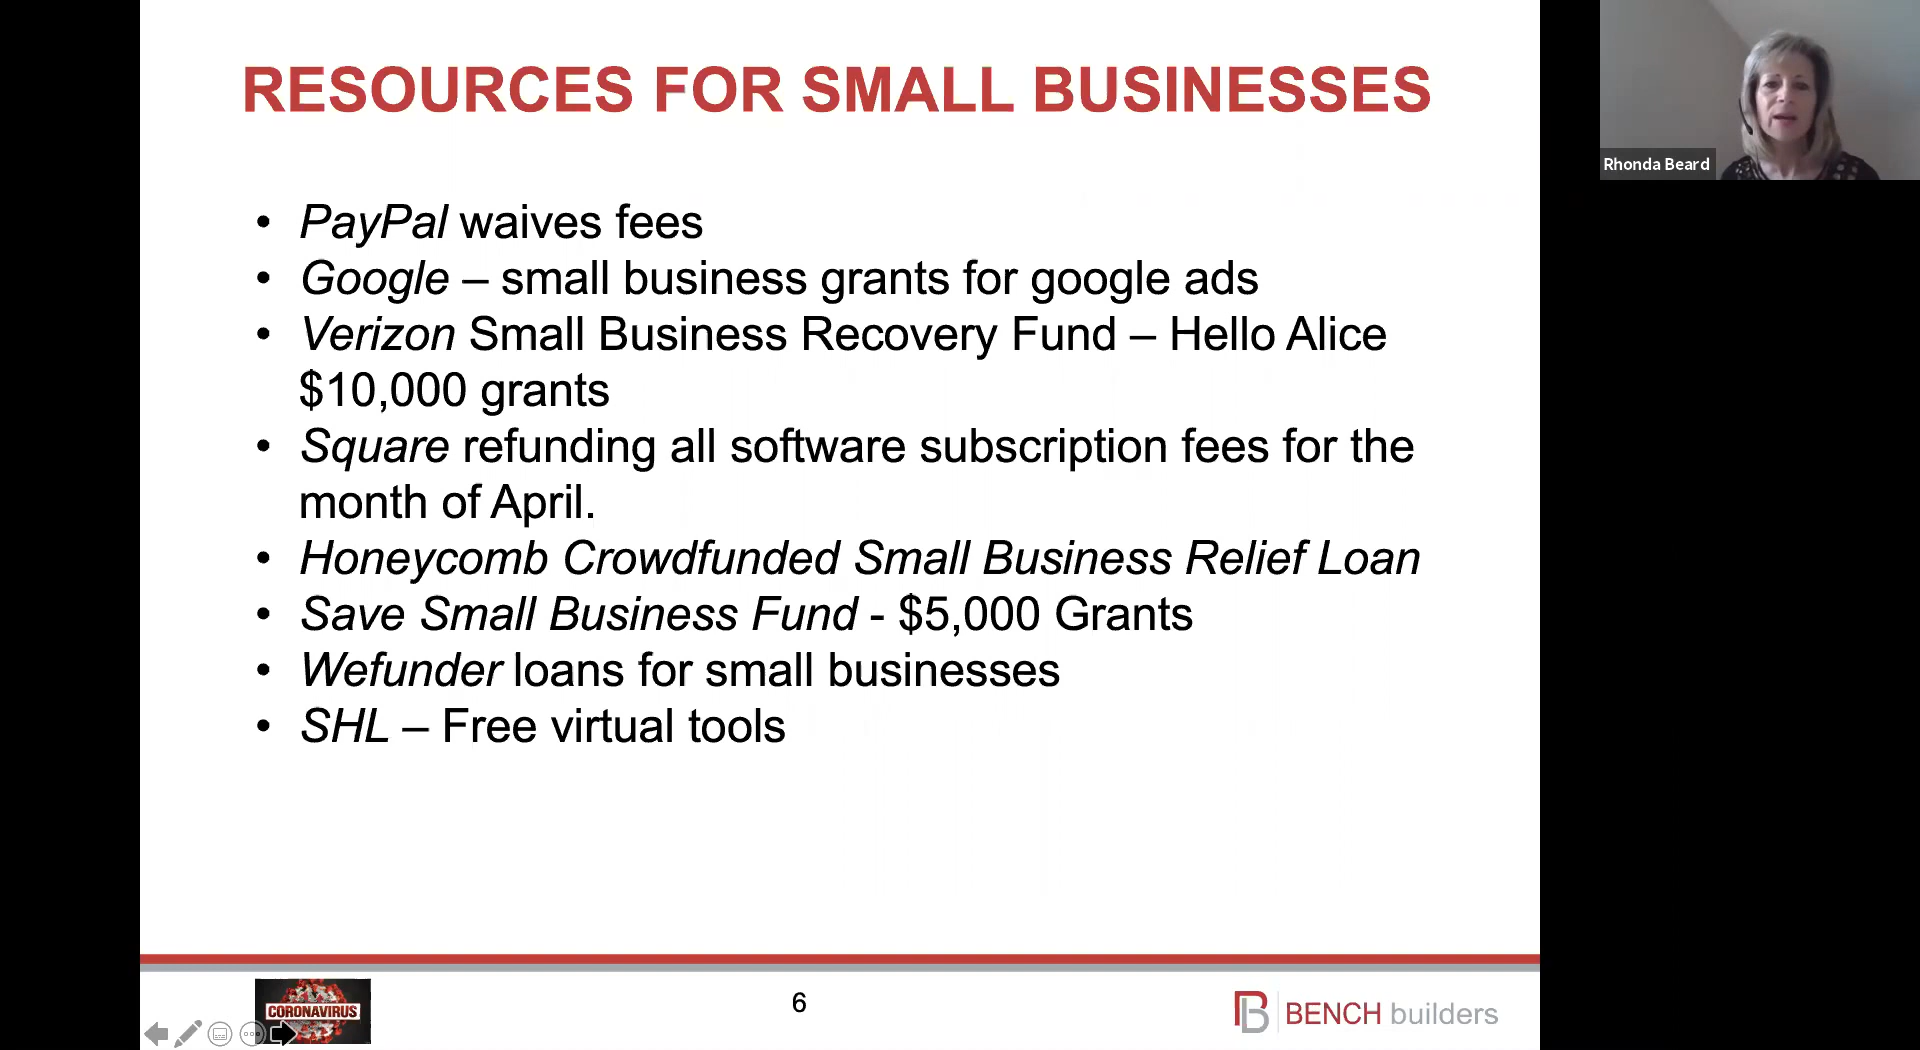 RESOURCES FOR SMALL BUSINESSES
Rhonda Beard
• PayPal waives fees
• Google – small business grants for google ads
• Verizon Small Business Recovery Fund – Hello Alice
$10,000 grants
• Square refunding all software subscription fees for the
month of April.
• Honeycomb Crowdfunded Small Business Relief Loan
• Save Small Business Fund - $5,000 Grants
• Wefunder loans for small businesses
• SHL – Free virtual tools
CORONAVIRUS
6
BENCH builders